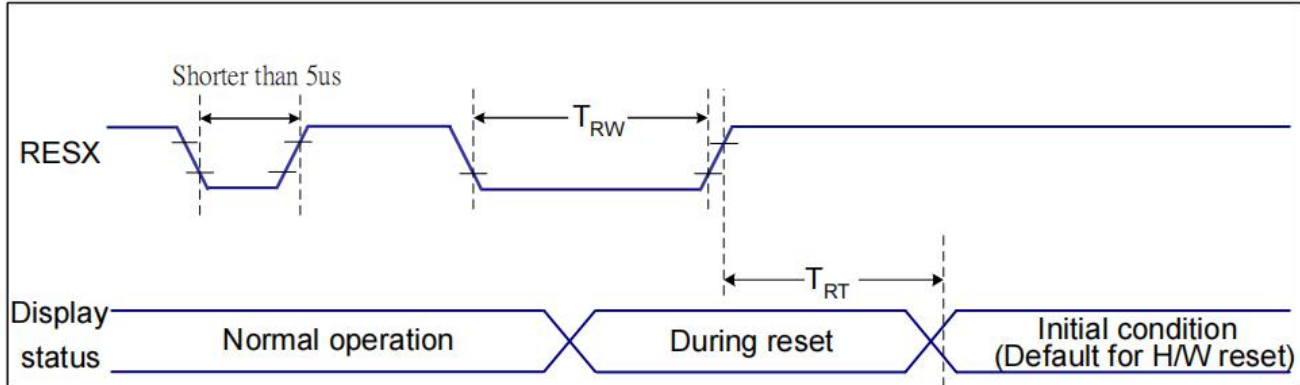 Shorter than 5us
RESX
TRW
TRT
Display
status
Normal operation
During reset
Initial condition
(Default for H/W reset)